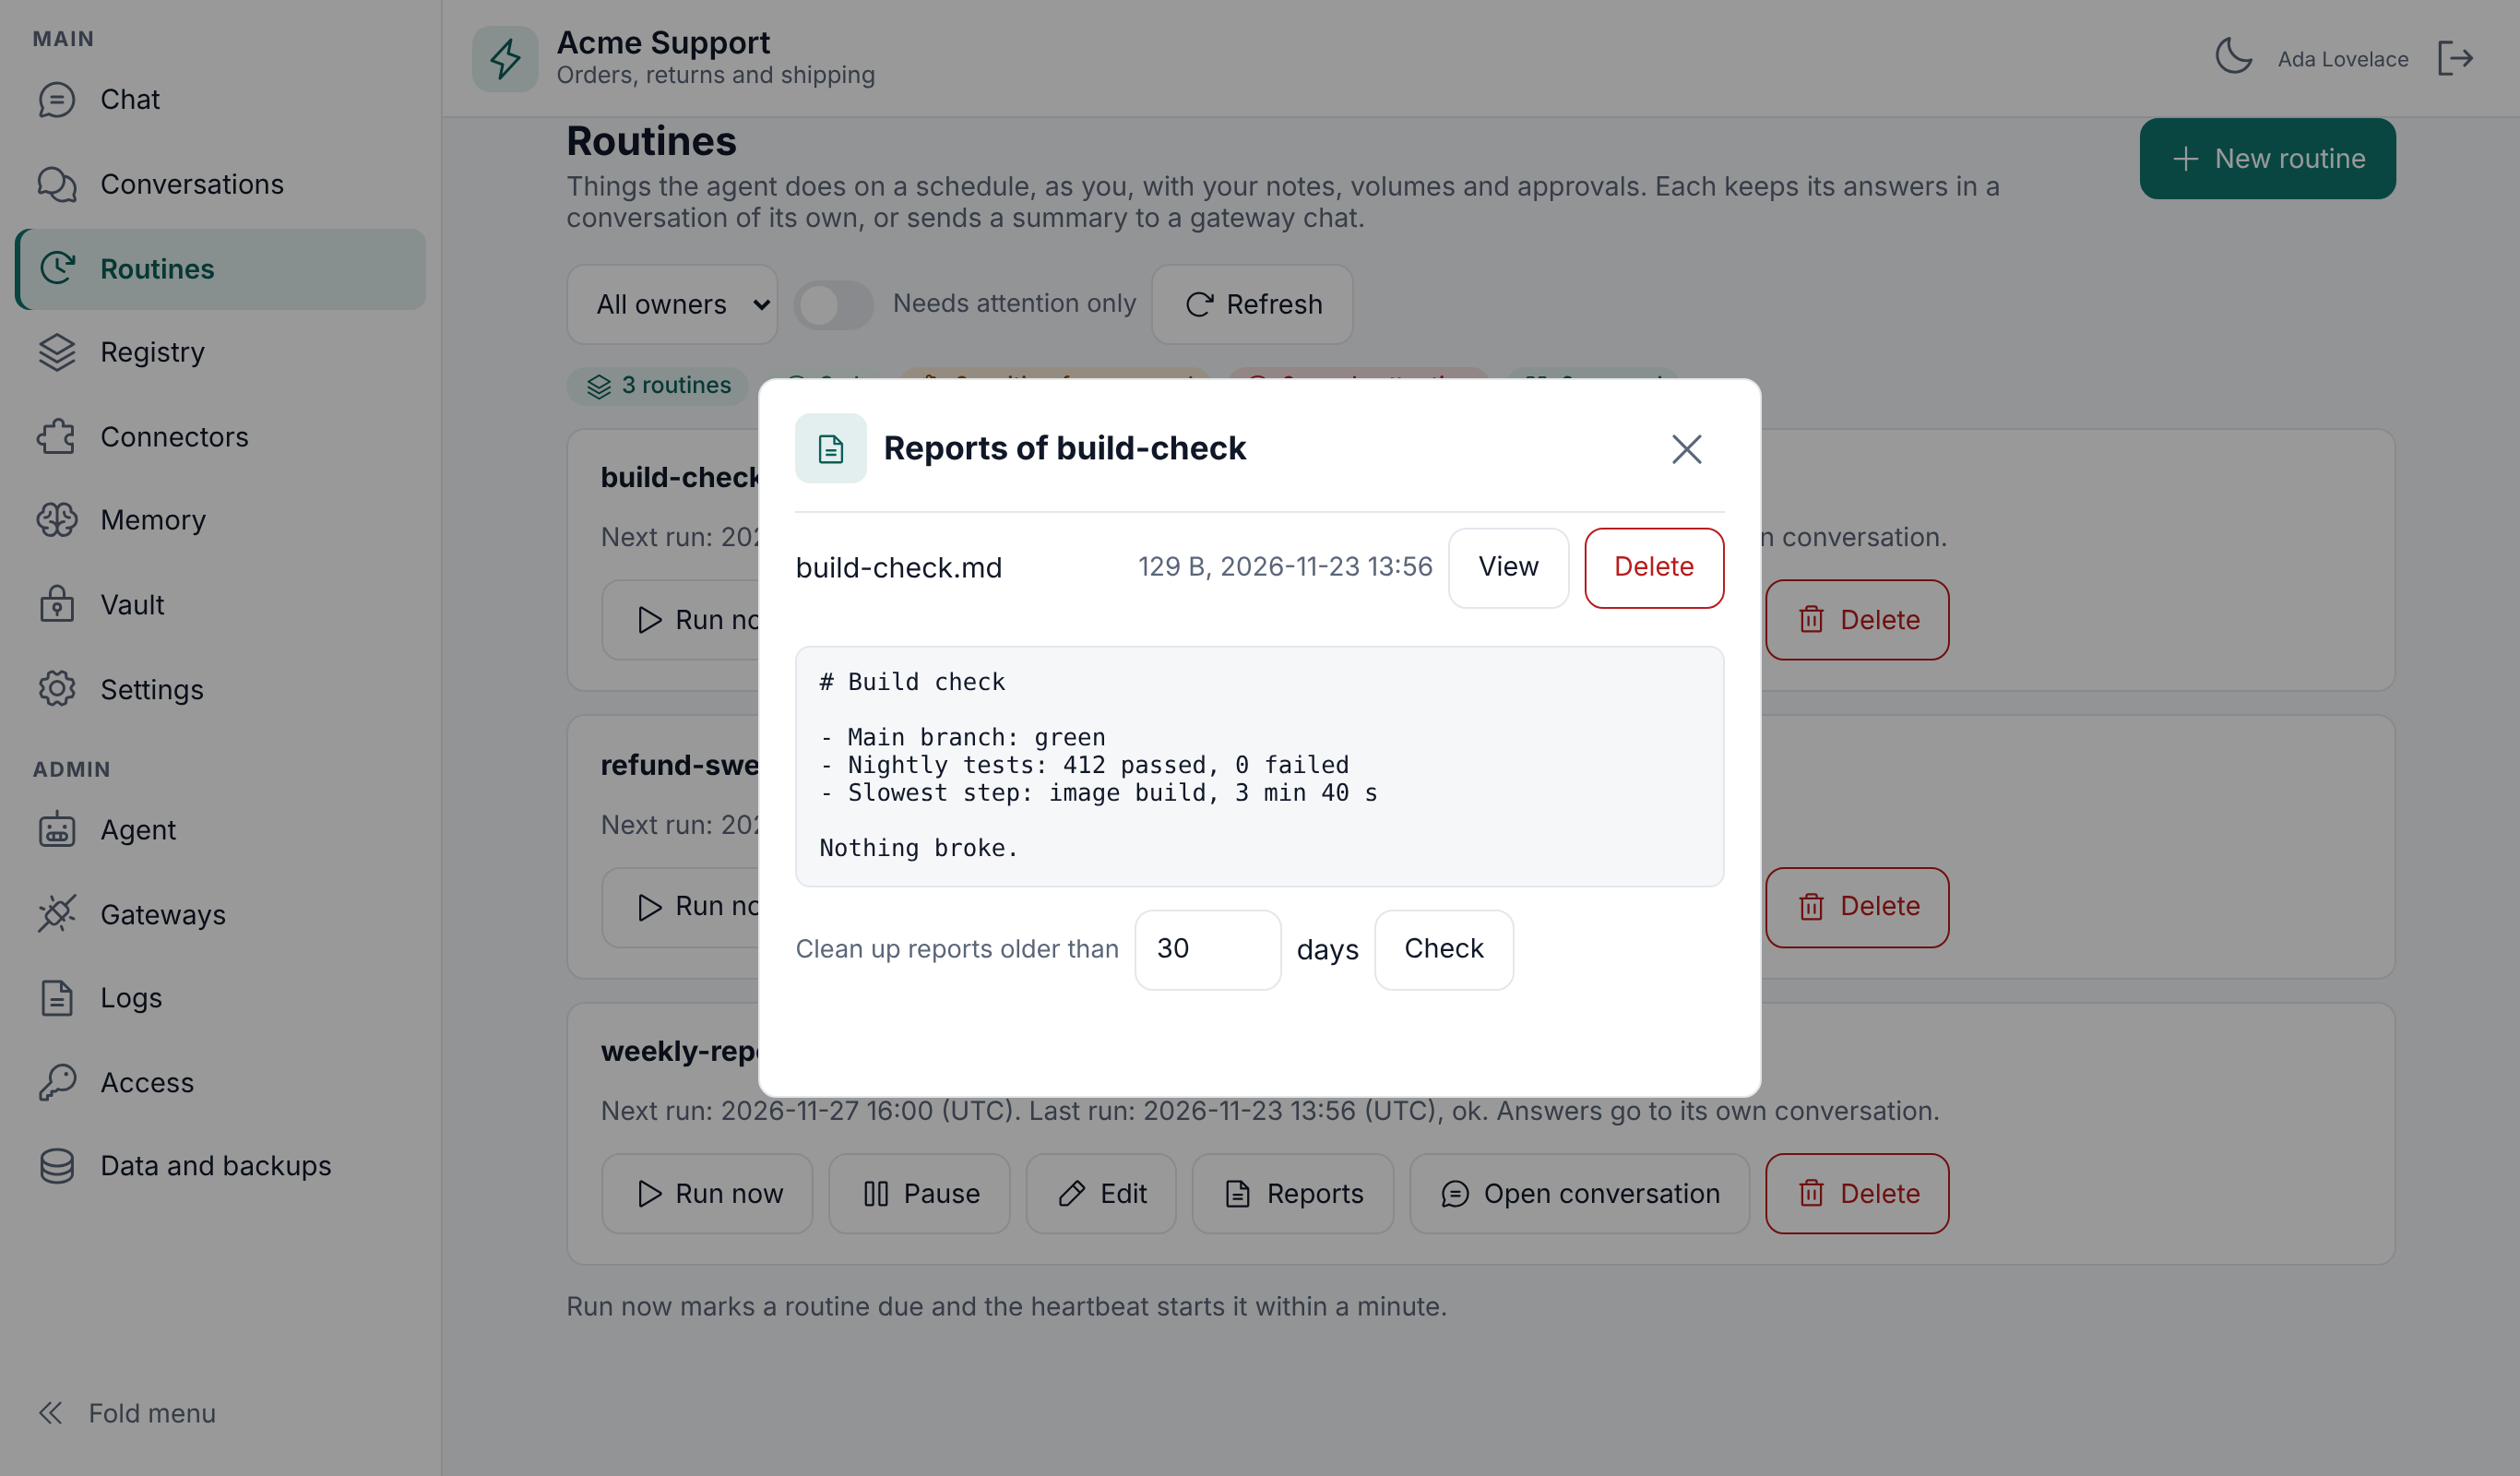 MAIN
Chat
Conversations
Routines
Registry
Connectors
Memory
Vault
Settings
ADMIN
Agent
Gateways
Logs
Access
Data and backups
Fold menu
Acme Support
Orders, returns and shipping
Ada Lovelace
Routines
New routine
Things the agent does on a schedule, as you, with your notes, volumes and approvals. Each keeps its answers in a
conversation of its own, or sends a summary to a gateway chat.
All owners
Needs attention only
Refresh
3 routines
build-check
Next run:
conversation.
Run
Delete
Next run:
Run
Delete
Reports of build-check
build-check.md
129 B, 2026-11-23 13:56
View
Delete
# Build check
- Main branch: green
- Nightly tests: 412 passed, 0 failed
- Slowest step: image build, 3 min 40 s
Nothing broke.
Clean up reports older than 30 days
Check
Next run: 2026-11-27 16:00 (UTC). Last run: 2026-11-23 13:56 (UTC), ok. Answers go to its own conversation.
Run now
Pause
Edit
Reports
Open conversation
Delete
Run now marks a routine due and the heartbeat starts it within a minute.